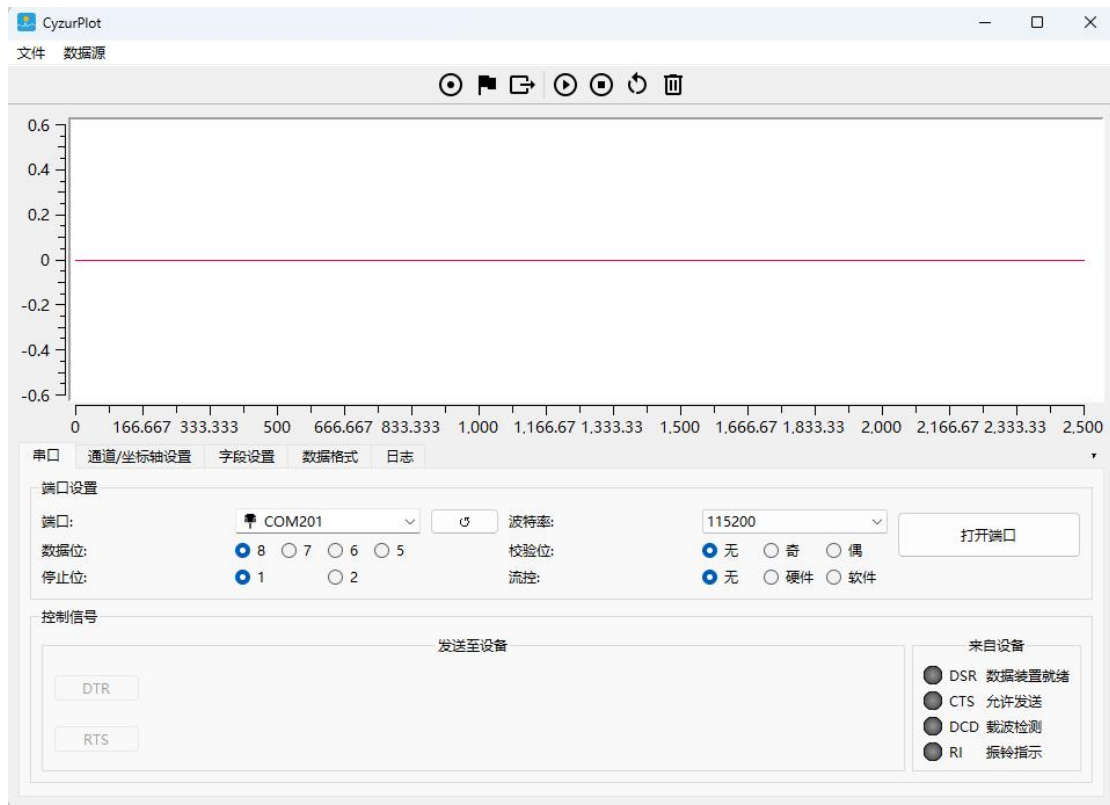 CyzurPlot
文件 数据源
0.6
0.4
0.2
0
-0.2
-0.4
-0.6
0 166.667 333.333 500 666.667 833.333 1,000 1,166.67 1,333.33 1,500 1,666.67 1,833.33 2,000 2,166.67 2,333.33 2,500
串口 通道/坐标轴设置 字段设置 数据格式 日志
端口设置
端口: COM201 波特率: 115200 打开端口
数据位: 8 7 6 5 校验位: 无 奇 偶
停止位: 1 2 流控: 无 硬件 软件
控制信号
发送至设备 来自设备
DTR
RTS
DSR 数据装置就绪
CTS 允许发送
DCD 载波检测
RI 振铃指示